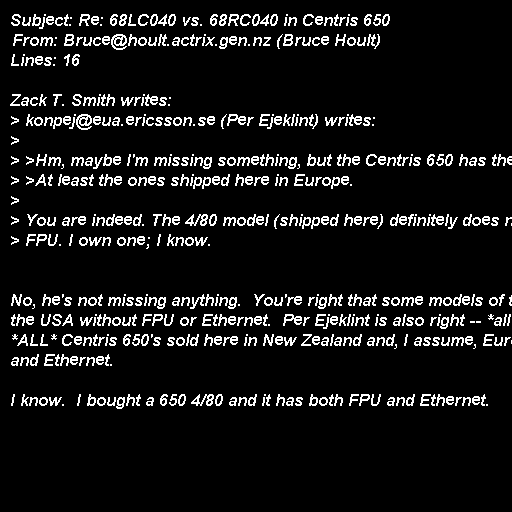 Subject: Re: 68LC040 vs. 68RC040 in Centris 650
From: Bruce@hoult.actrix.gen.nz (Bruce Hoult)
Lines: 16

Zack T. Smith writes:
> konpej@eua.ericsson.se (Per Ejeklint) writes:
>
> >Hm, maybe I'm missing something, but the Centris 650 has the
> >At least the ones shipped here in Europe.
>
> You are indeed. The 4/80 model (shipped here) definitely does
> FPU. I own one; I know.

No, he's not missing anything.  You're right that some models of
the USA without FPU or Ethernet.  Per Ejeklint is also right -- *all
*ALL* Centris 650's sold here in New Zealand and, I assume,
and Ethernet.

I know.  I bought a 650 4/80 and it has both FPU and Ethernet.